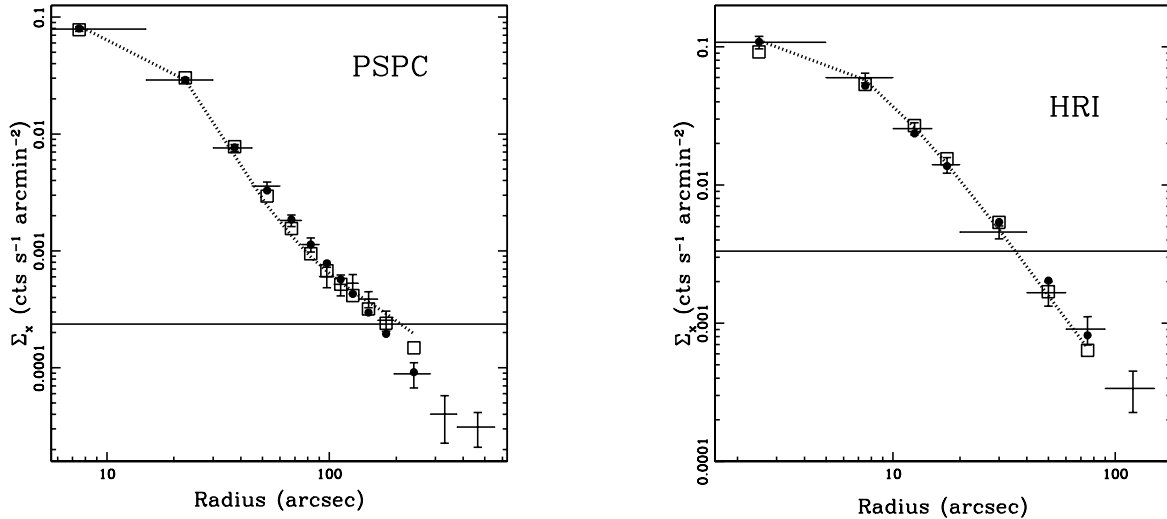 PSPC
0.1
0.01
0.001
0.0001
Σₓ (cts s⁻¹ arcmin⁻²)
10
100
Radius (arcsec)
HRI
0.1
0.01
0.001
0.0001
Σₓ (cts s⁻¹ arcmin⁻²)
10
100
Radius (arcsec)